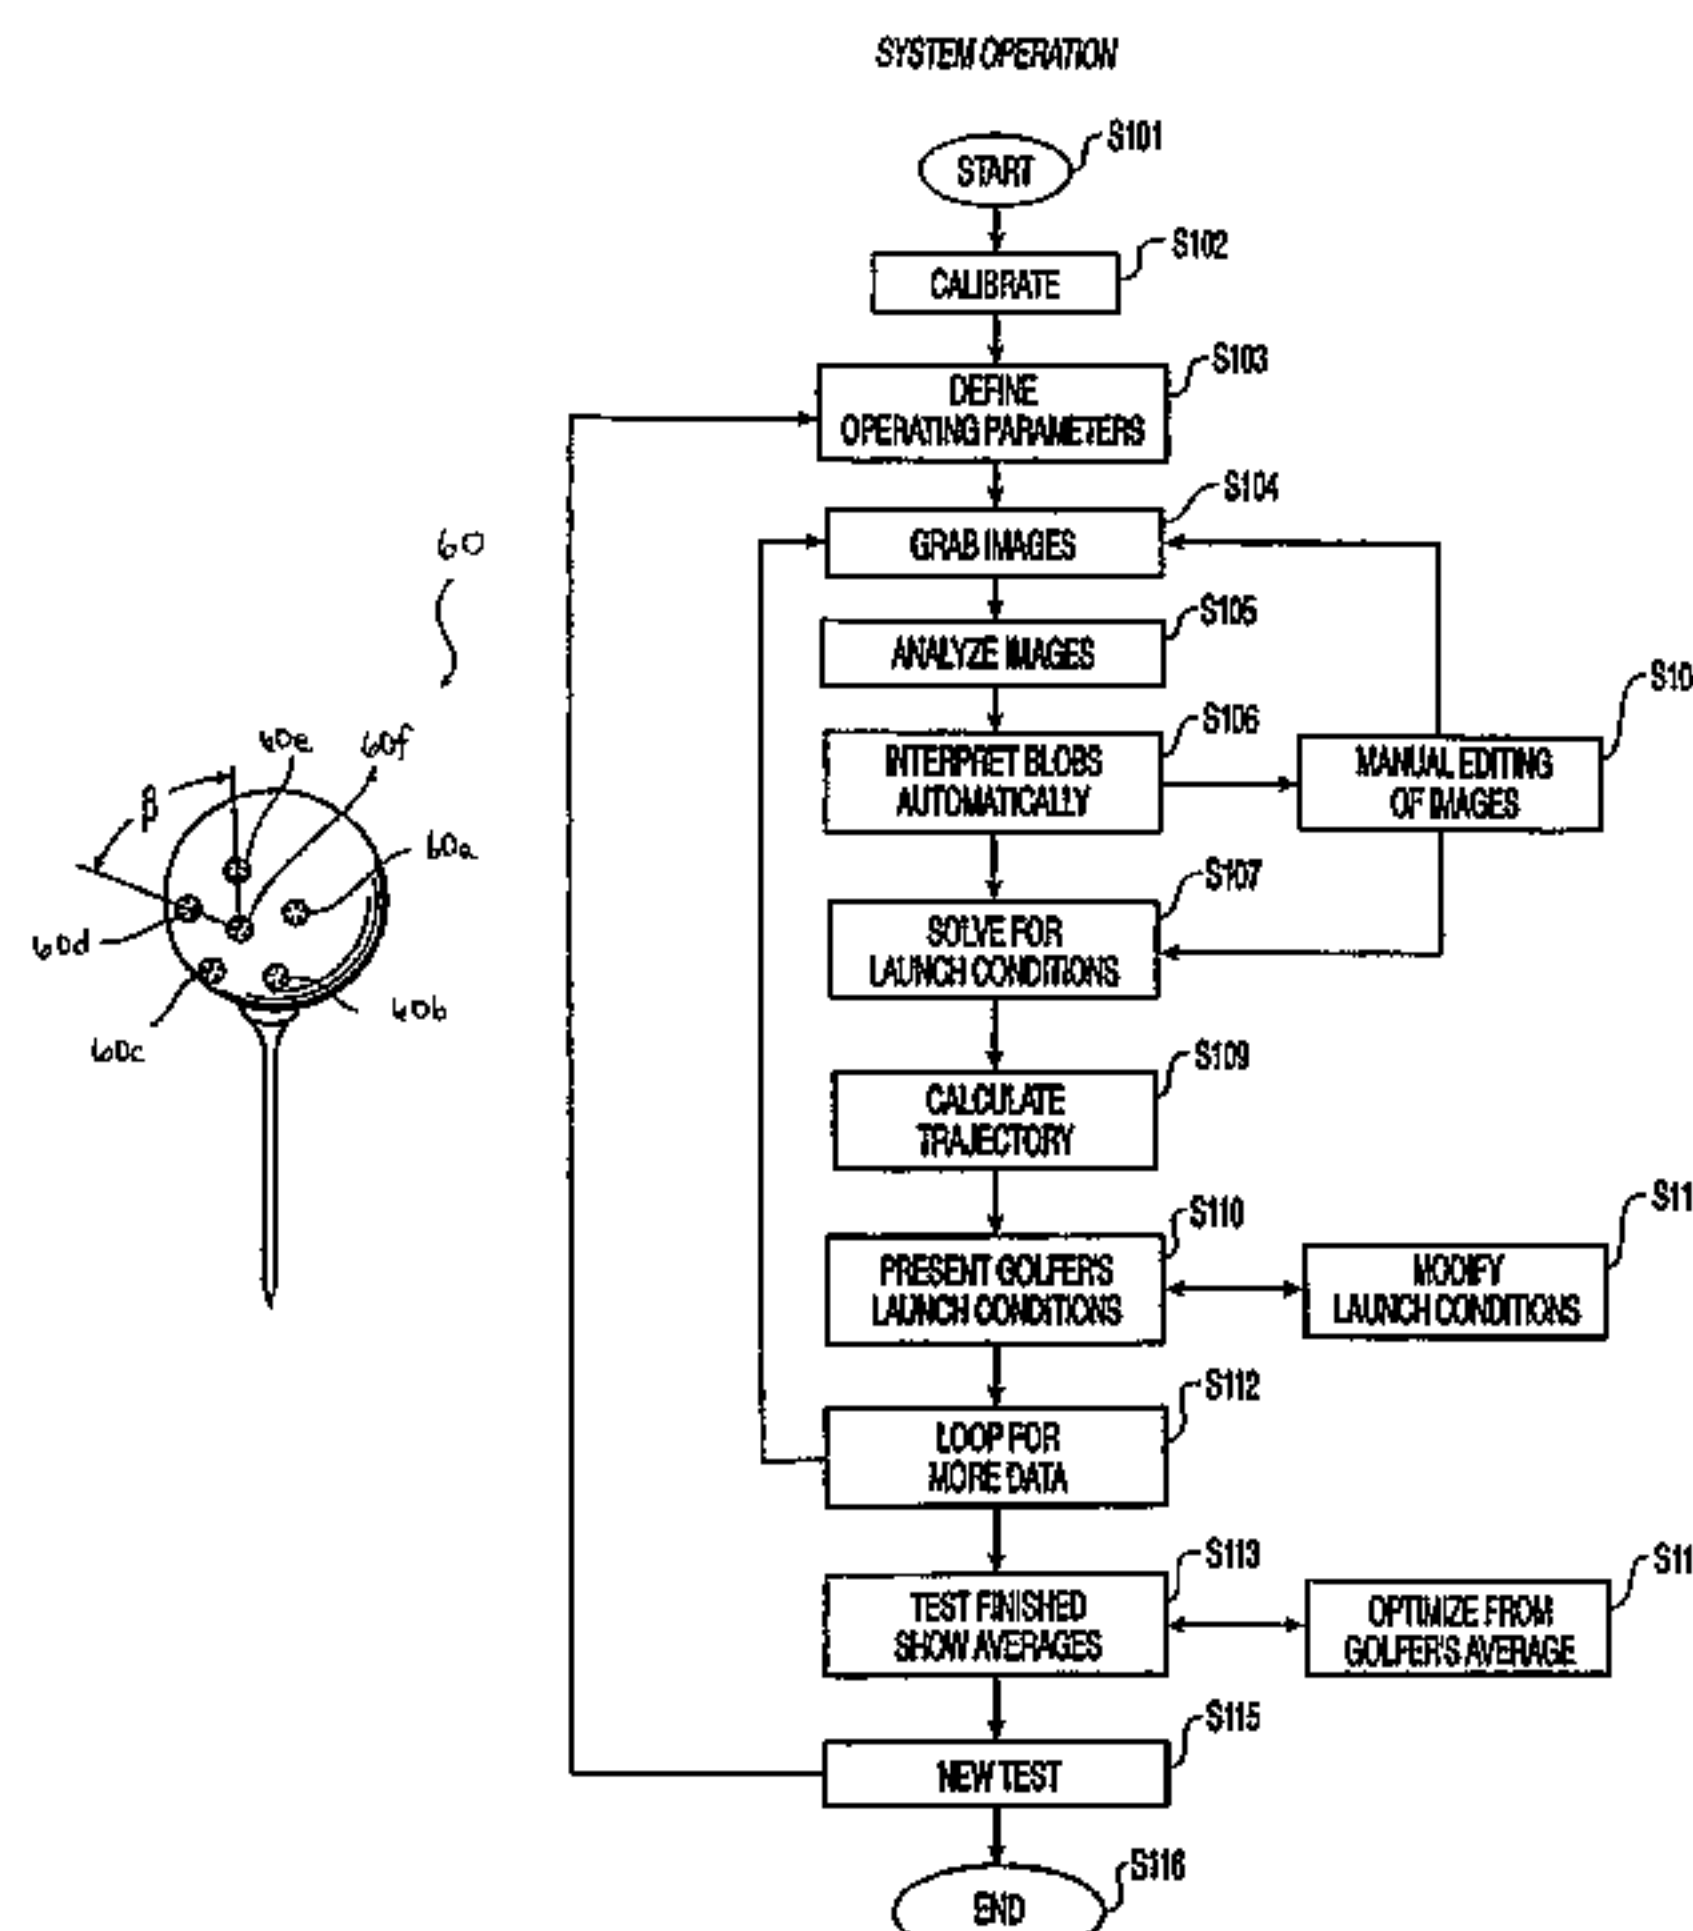 SYSTEM OPERATION
START
S101
CALIBRATE
S102
DEFINE
OPERATING PARAMETERS
S103
GRAB IMAGES
S104
ANALYZE IMAGES
S105
INTERPRET BLOBS
AUTOMATICALLY
S106
MANUAL EDITING
OF IMAGES
S10
SOLVE FOR
LAUNCH CONDITIONS
S107
CALCULATE
TRAJECTORY
S109
PRESENT GOLFER'S
LAUNCH CONDITIONS
S110
MODIFY
LAUNCH CONDITIONS
S11
LOOP FOR
MORE DATA
S112
TEST FINISHED
SHOW AVERAGES
S113
OPTIMIZE FROM
GOLFER'S AVERAGE
S11
NEW TEST
S115
END
S116
60
60e
60f
β
60a
60d
60b
60c